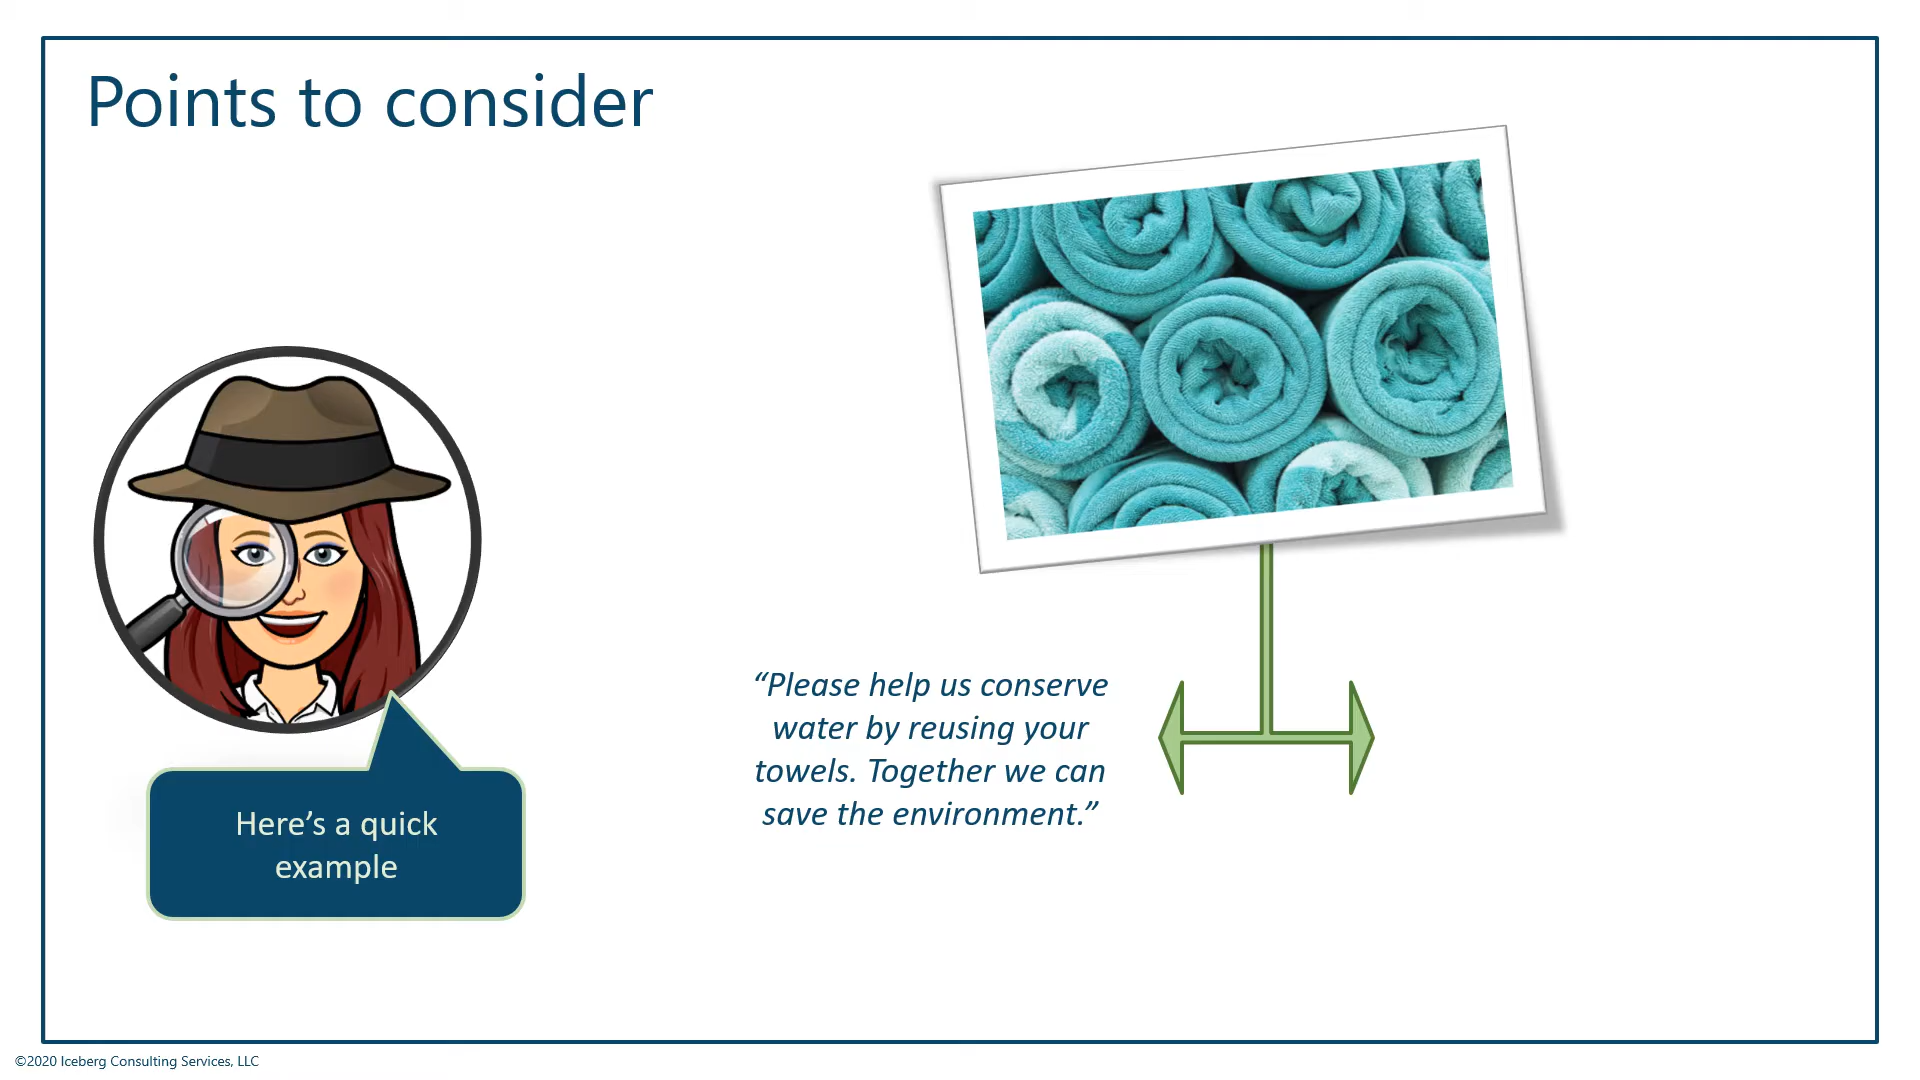 Points to consider
“Please help us conserve
water by reusing your
towels. Together we can
save the environment.”
Here’s a quick
example
©2020 Iceberg Consulting Services, LLC